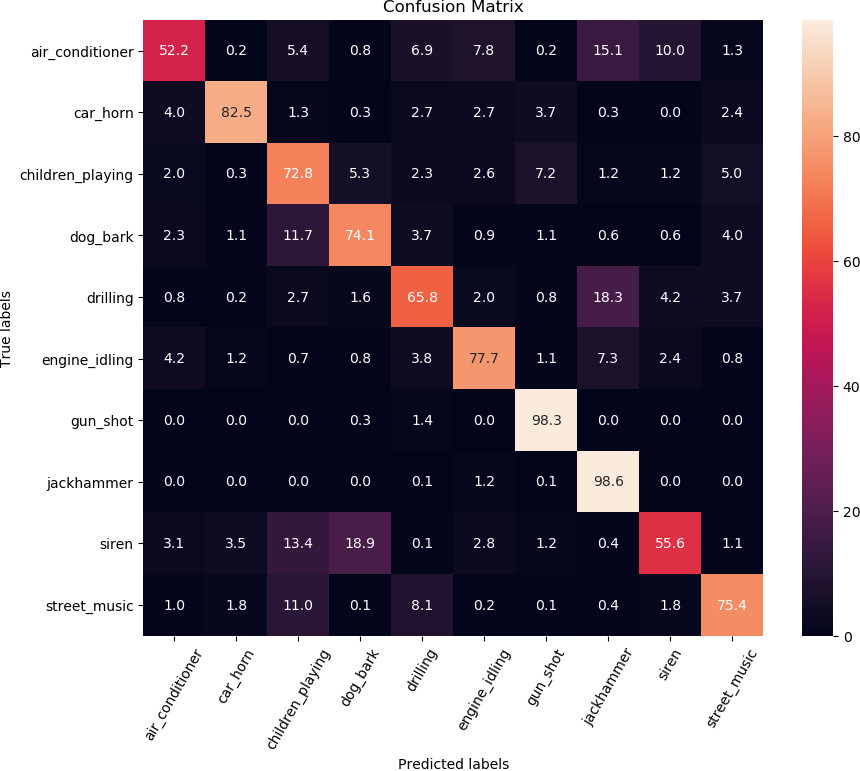 Confusion Matrix
air_conditioner 52.2 0.2 5.4 0.8 6.9 7.8 0.2 15.1 10.0 1.3
car_horn 4.0 82.5 1.3 0.3 2.7 2.7 3.7 0.3 0.0 2.4
children_playing 2.0 0.3 72.8 5.3 2.3 2.6 7.2 1.2 1.2 5.0
dog_bark 2.3 1.1 11.7 74.1 3.7 0.9 1.1 0.6 0.6 4.0
drilling 0.8 0.2 2.7 1.6 65.8 2.0 0.8 18.3 4.2 3.7
engine_idling 4.2 1.2 0.7 0.8 3.8 77.7 1.1 7.3 2.4 0.8
gun_shot 0.0 0.0 0.0 0.3 1.4 0.0 98.3 0.0 0.0 0.0
jackhammer 0.0 0.0 0.0 0.0 0.1 1.2 0.1 98.6 0.0 0.0
siren 3.1 3.5 13.4 18.9 0.1 2.8 1.2 0.4 55.6 1.1
street_music 1.0 1.8 11.0 0.1 8.1 0.2 0.1 0.4 1.8 75.4
air_conditioner car_horn children_playing dog_bark drilling engine_idling gun_shot jackhammer siren street_music
Predicted labels
True labels
80
60
40
20
0